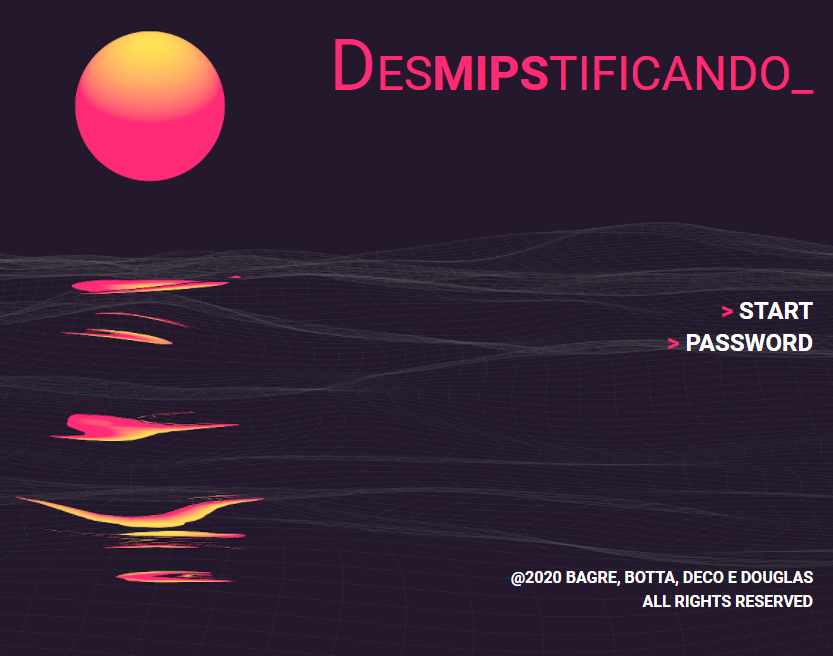 DESMIPSTIFICANDO_
> START
> PASSWORD
@2020 BAGRE, BOTTA, DECO E DOUGLAS
ALL RIGHTS RESERVED